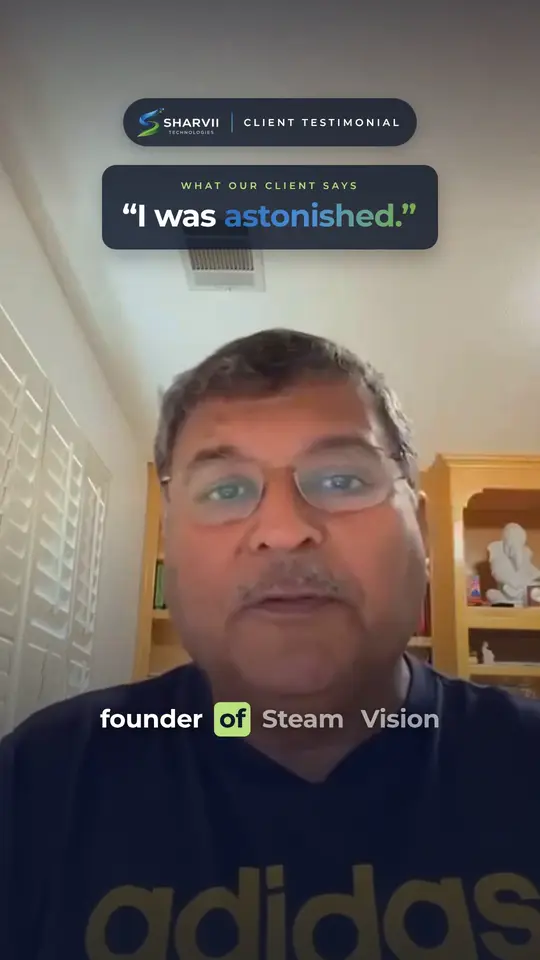 SHARVII
TECHNOLOGIES
CLIENT TESTIMONIAL
WHAT OUR CLIENT SAYS
“I was astonished.”
founder of Steam Vision
adidas